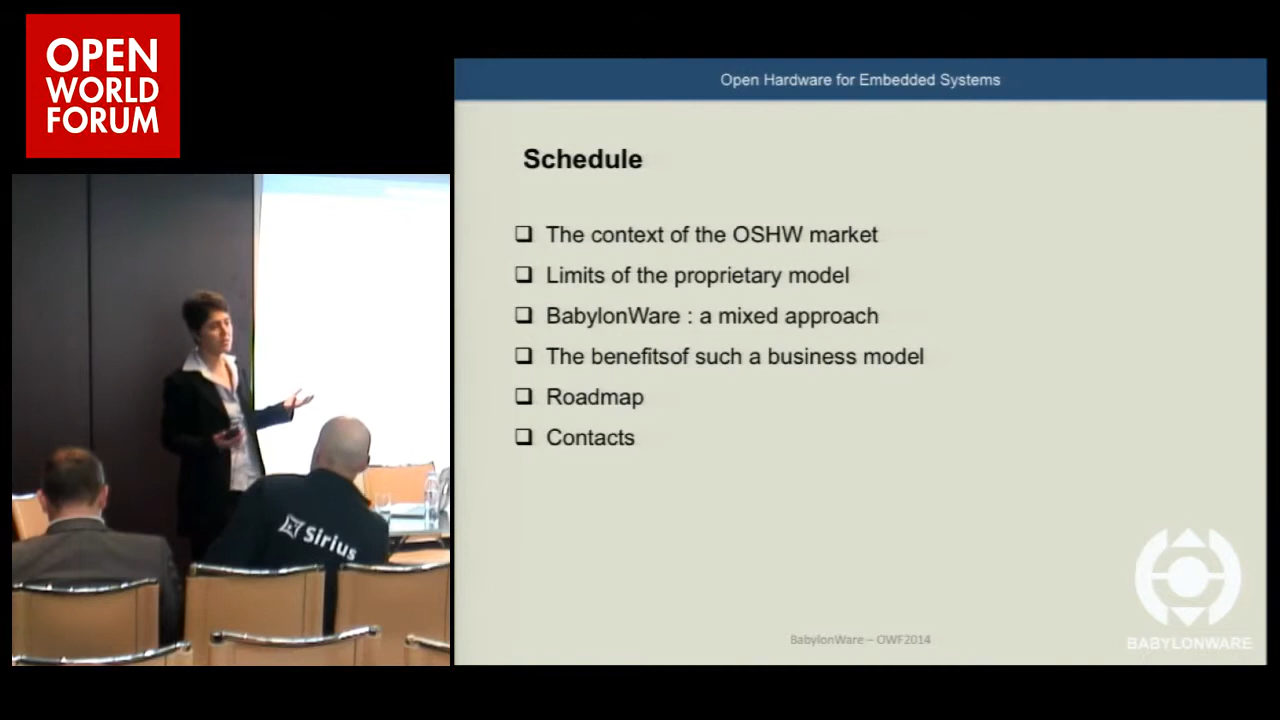 OPEN
WORLD
FORUM
Open Hardware for Embedded Systems
Schedule
The context of the OSHW market
Limits of the proprietary model
BabylonWare : a mixed approach
The benefitsof such a business model
Roadmap
Contacts
BabylonWare – OWF2014
BABYLONWARE
Sirius